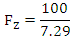 F_Z = 100/7.29